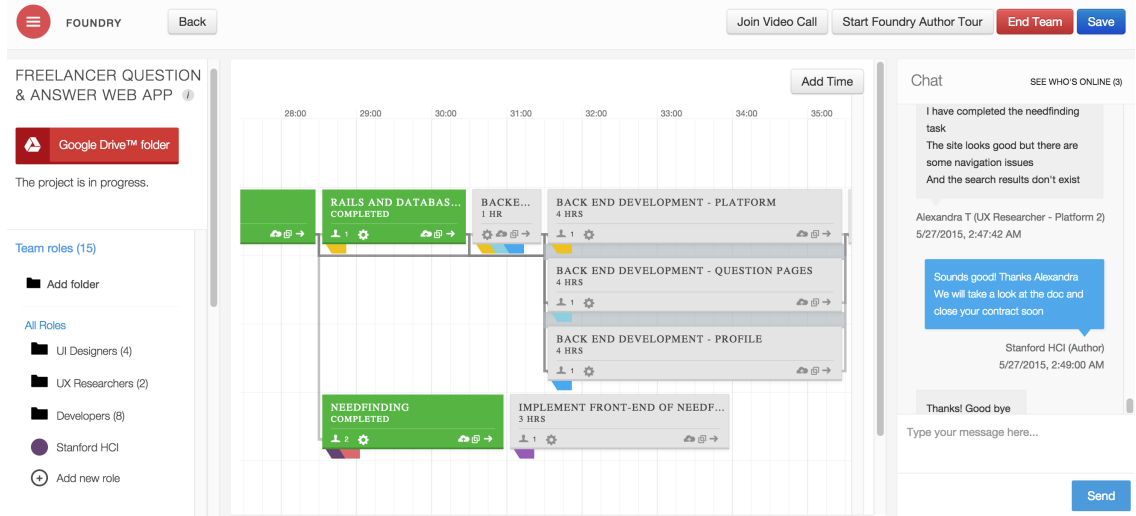 FOUNDRY
Back
Join Video Call
Start Foundry Author Tour
End Team
Save
FREELANCER QUESTION
& ANSWER WEB APP i
Google Drive™ folder
The project is in progress.
Team roles (15)
Add folder
All Roles
UI Designers (4)
UX Researchers (2)
Developers (8)
Stanford HCI
Add new role
Add Time
28:00 29:00 30:00 31:00 32:00 33:00 34:00 35:00
RAILS AND DATABAS...
COMPLETED
1
BACKE...
1 HR
BACK END DEVELOPMENT - PLATFORM
4 HRS
1
BACK END DEVELOPMENT - QUESTION PAGES
4 HRS
1
BACK END DEVELOPMENT - PROFILE
4 HRS
1
NEEDFINDING
COMPLETED
2
IMPLEMENT FRONT-END OF NEEDF...
3 HRS
1
Chat
SEE WHO'S ONLINE (3)
I have completed the needfinding
task
The site looks good but there are
some navigation issues
And the search results don't exist
Alexandra T (UX Researcher - Platform 2)
5/27/2015, 2:47:42 AM
Sounds good! Thanks Alexandra
We will take a look at the doc and
close your contract soon
Stanford HCI (Author)
5/27/2015, 2:49:00 AM
Thanks! Good bye
Type your message here...
Send